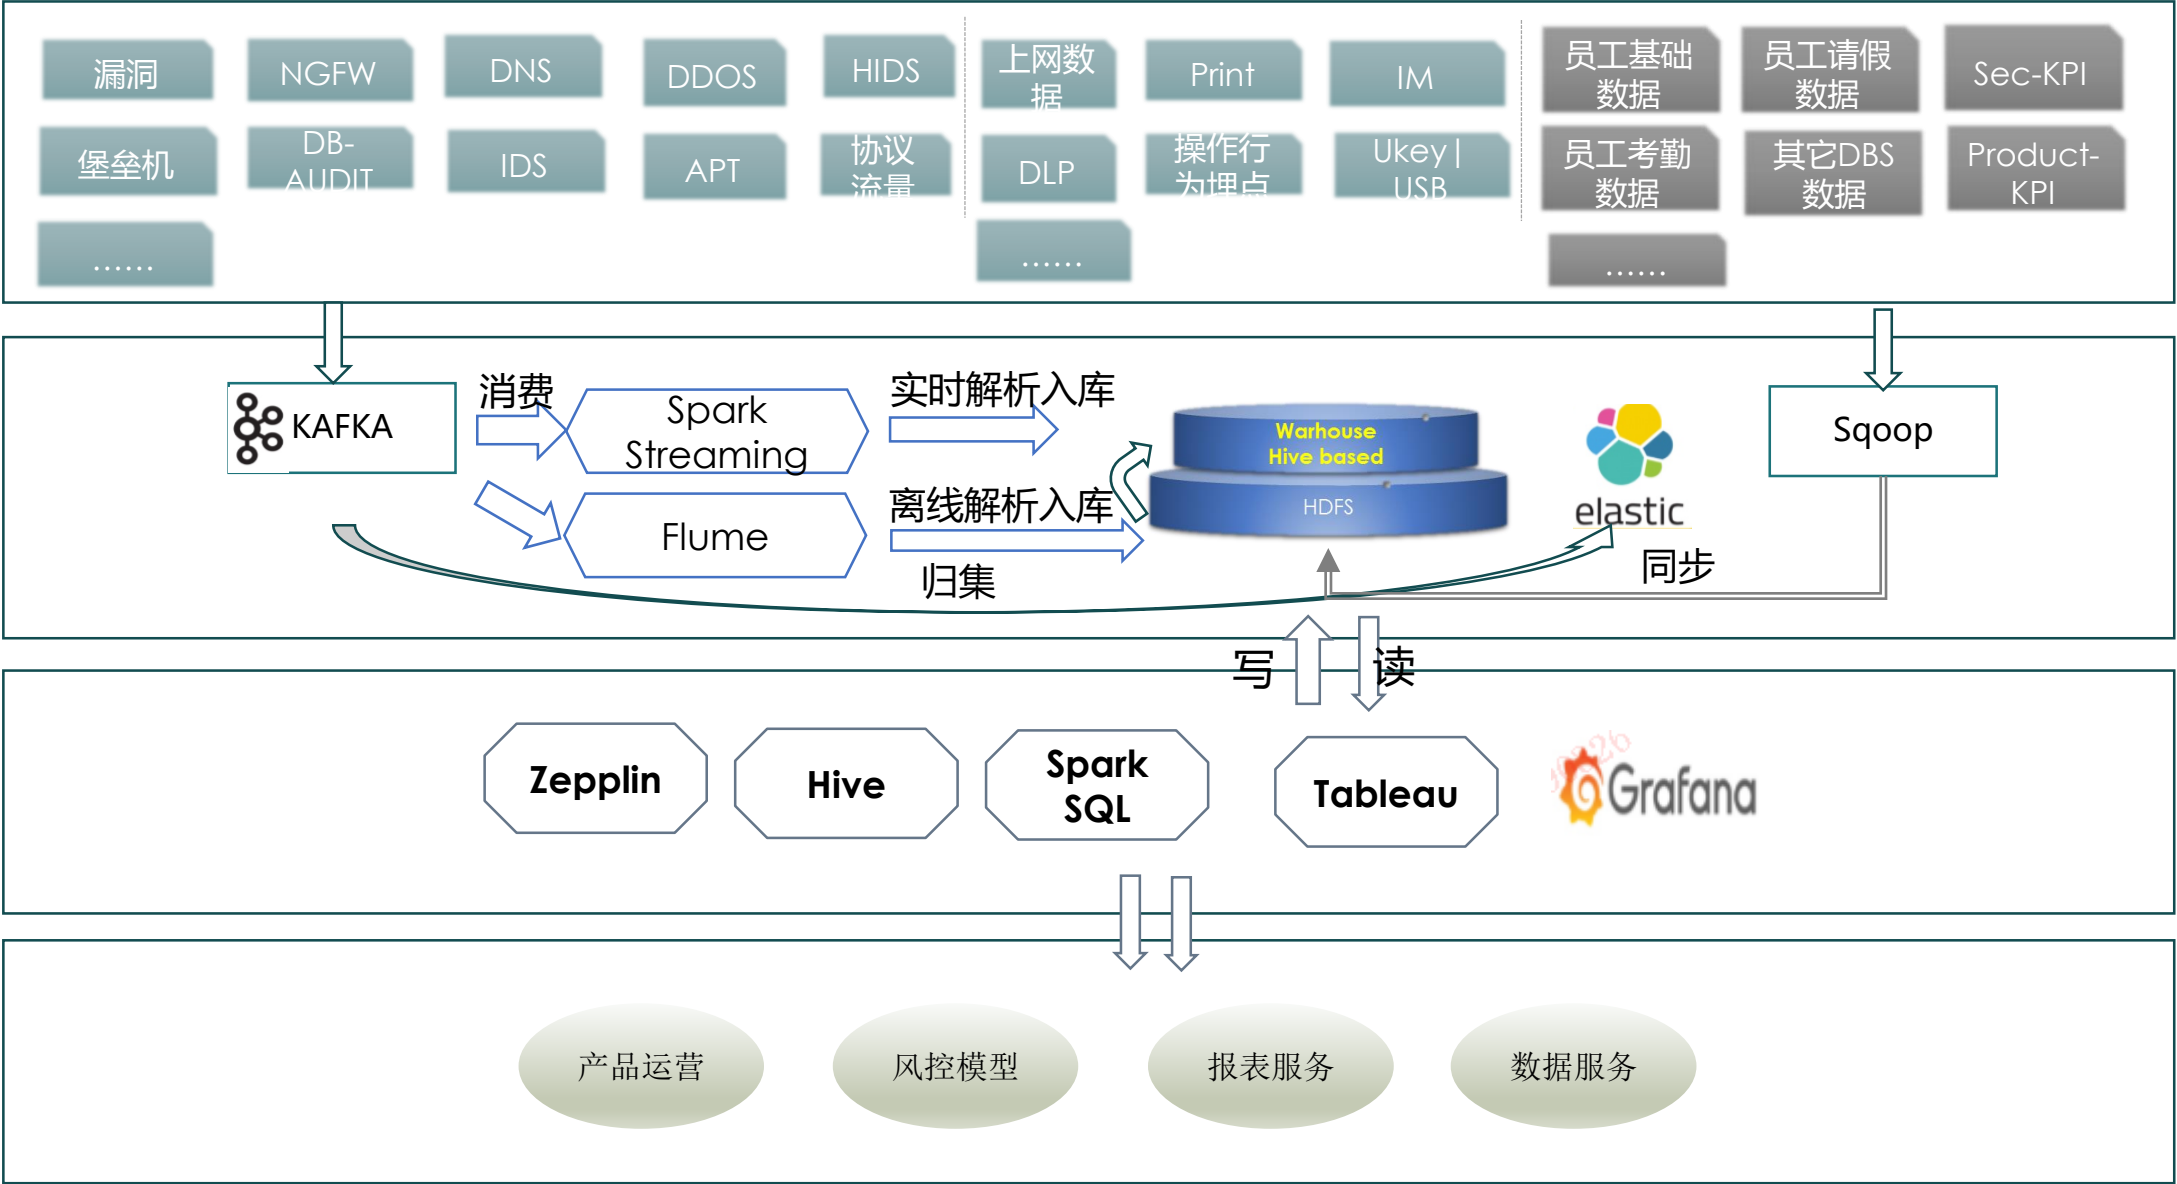 漏洞
NGFW
DNS
DDOS
HIDS
上网数
据
Print
IM
员工基础
数据
员工请假
数据
Sec-KPI
堡垒机
DB-
AUDIT
IDS
APT
协议
流量
DLP
操作行
为埋点
Ukey|
USB
员工考勤
数据
其它DBS
数据
Product-
KPI
……
……
……
KAFKA
消费
Spark
Streaming
实时解析入库
Warhouse
Hive based
HDFS
elastic
Sqoop
Flume
离线解析入库
归集
同步
写
读
Zepplin
Hive
Spark
SQL
Tableau
Grafana
产品运营
风控模型
报表服务
数据服务